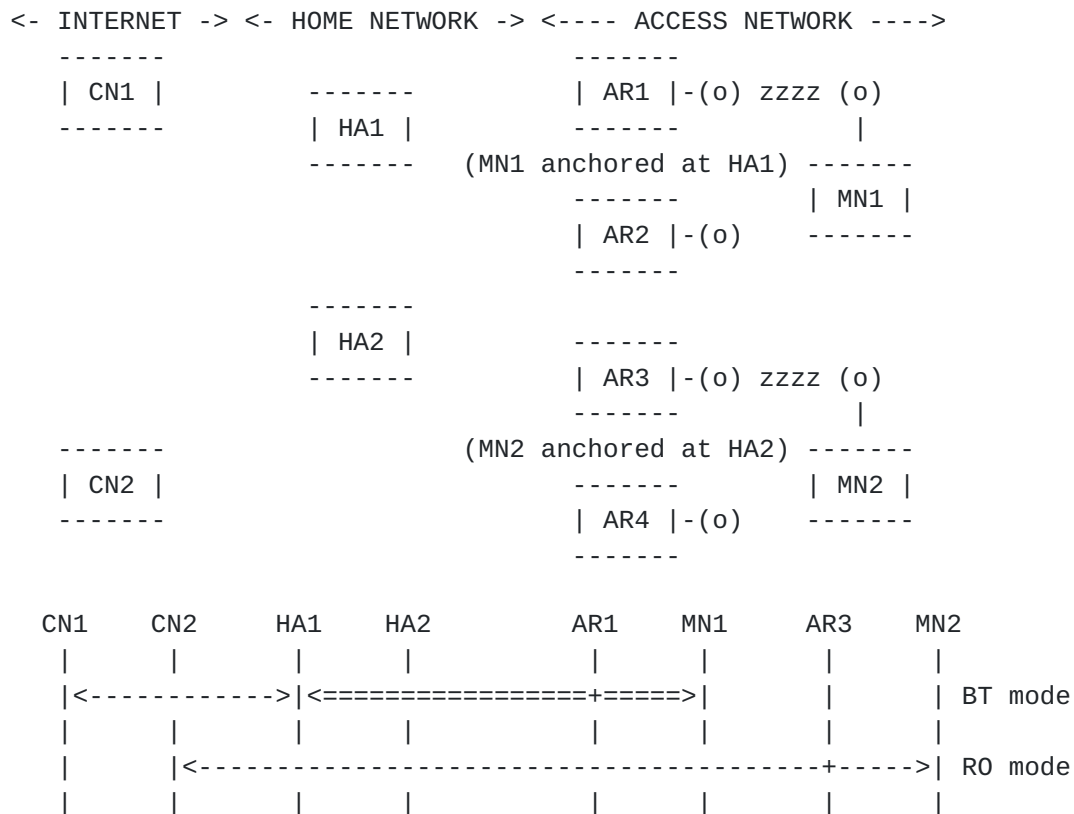 <- INTERNET -> <- HOME NETWORK -> <---- ACCESS NETWORK ---->
   -------                          -------
   | CN1 |         -------          | AR1 |-(o) zzzz (o)
   -------         | HA1 |          -------           |
                   -------   (MN1 anchored at HA1) -------
                                    -------        | MN1 |
                                    | AR2 |-(o)    -------
                                    -------
                   -------
                   | HA2 |          -------
                   -------          | AR3 |-(o) zzzz (o)
                                    -------           |
   -------                   (MN2 anchored at HA2) -------
   | CN2 |                          -------        | MN2 |
   -------                          | AR4 |-(o)    -------
                                    -------

  CN1    CN2     HA1    HA2         AR1    MN1     AR3    MN2
   |      |       |      |           |      |       |      |
   |<------------>|<=================+=====>|       |      | BT mode
   |      |       |      |           |      |       |      |
   |      |<----------------------------------------+----->| RO mode
   |      |       |      |           |      |       |      |